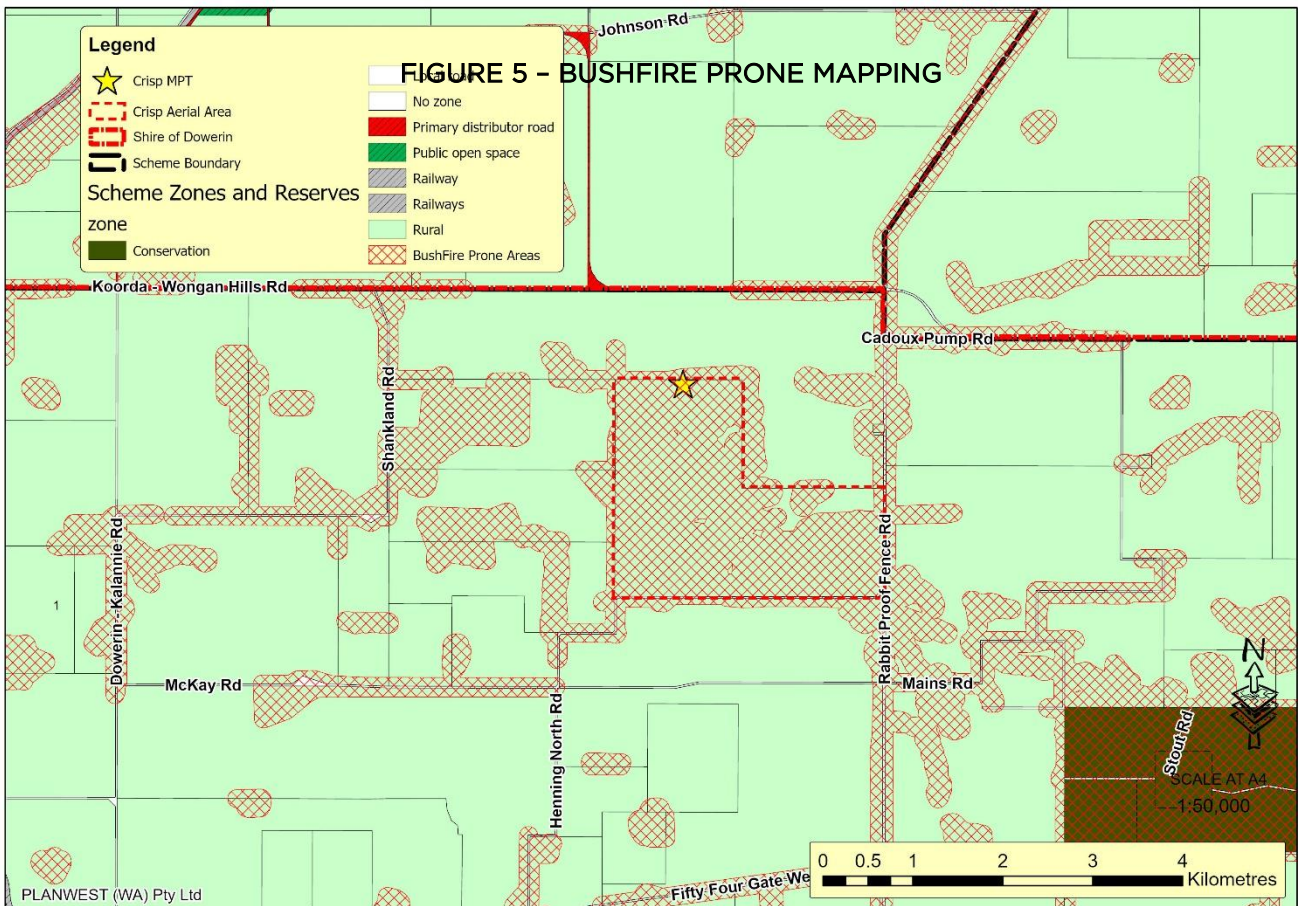 Johnson Rd
FIGURE 5 – BUSHFIRE PRONE MAPPING
Legend
Crisp MPT
Crisp Aerial Area
Shire of Dowerin
Scheme Boundary
Scheme Zones and Reserves
zone
Conservation
No zone
Primary distributor road
Public open space
Railway
Railways
Rural
BushFire Prone Areas
Koorda - Wongan Hills Rd
Cadoux Pump Rd
Shankland Rd
Dowerin - Kalannie Rd
Rabbit Proof Fence Rd
1
McKay Rd
Mains Rd
Henning North Rd
N
Stout Rd
SCALE AT A4
1:50,000
0 0.5 1 2 3 4
Kilometres
Fifty Four Gate We
PLANWEST (WA) Pty Ltd